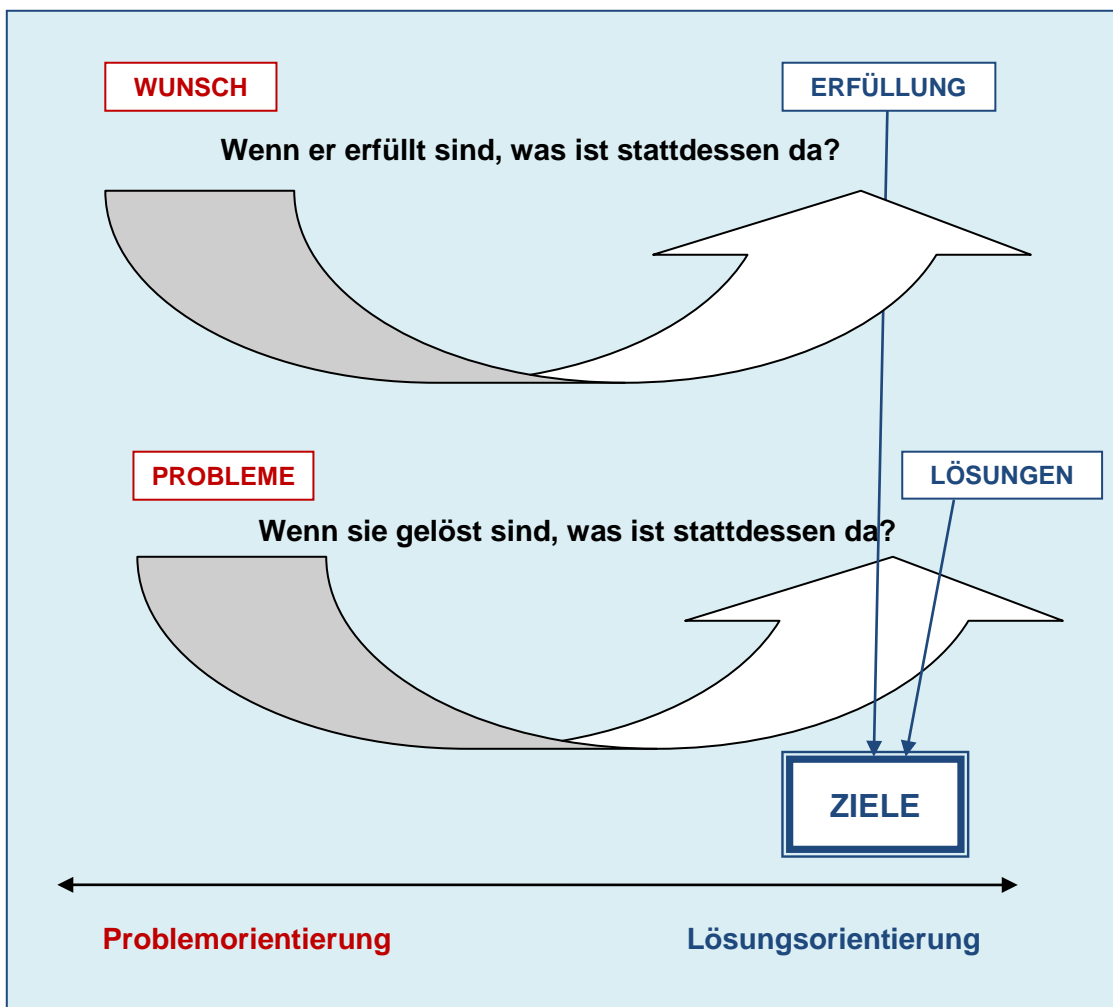 WUNSCH
ERFÜLLUNG
Wenn er erfüllt sind, was ist stattdessen da?
PROBLEME
LÖSUNGEN
Wenn sie gelöst sind, was ist stattdessen da?
ZIELE
Problemorientierung
Lösungsorientierung